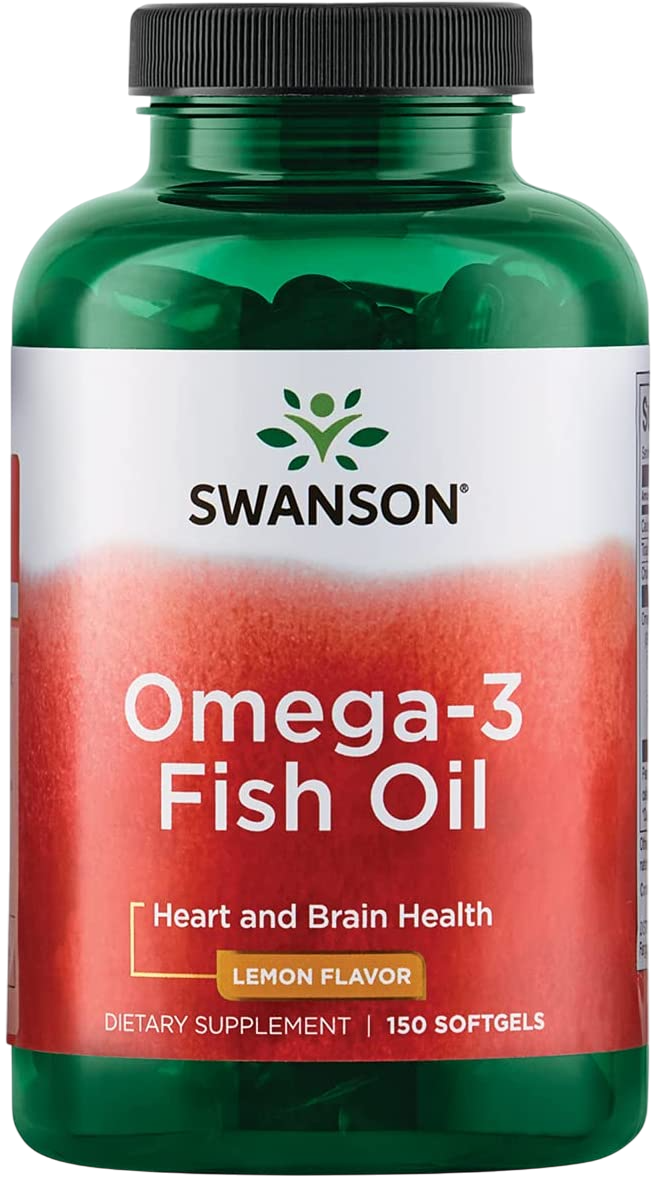 SWANSON®
Omega-3
Fish Oil
Heart and Brain Health
LEMON FLAVOR
DIETARY SUPPLEMENT | 150 SOFTGELS